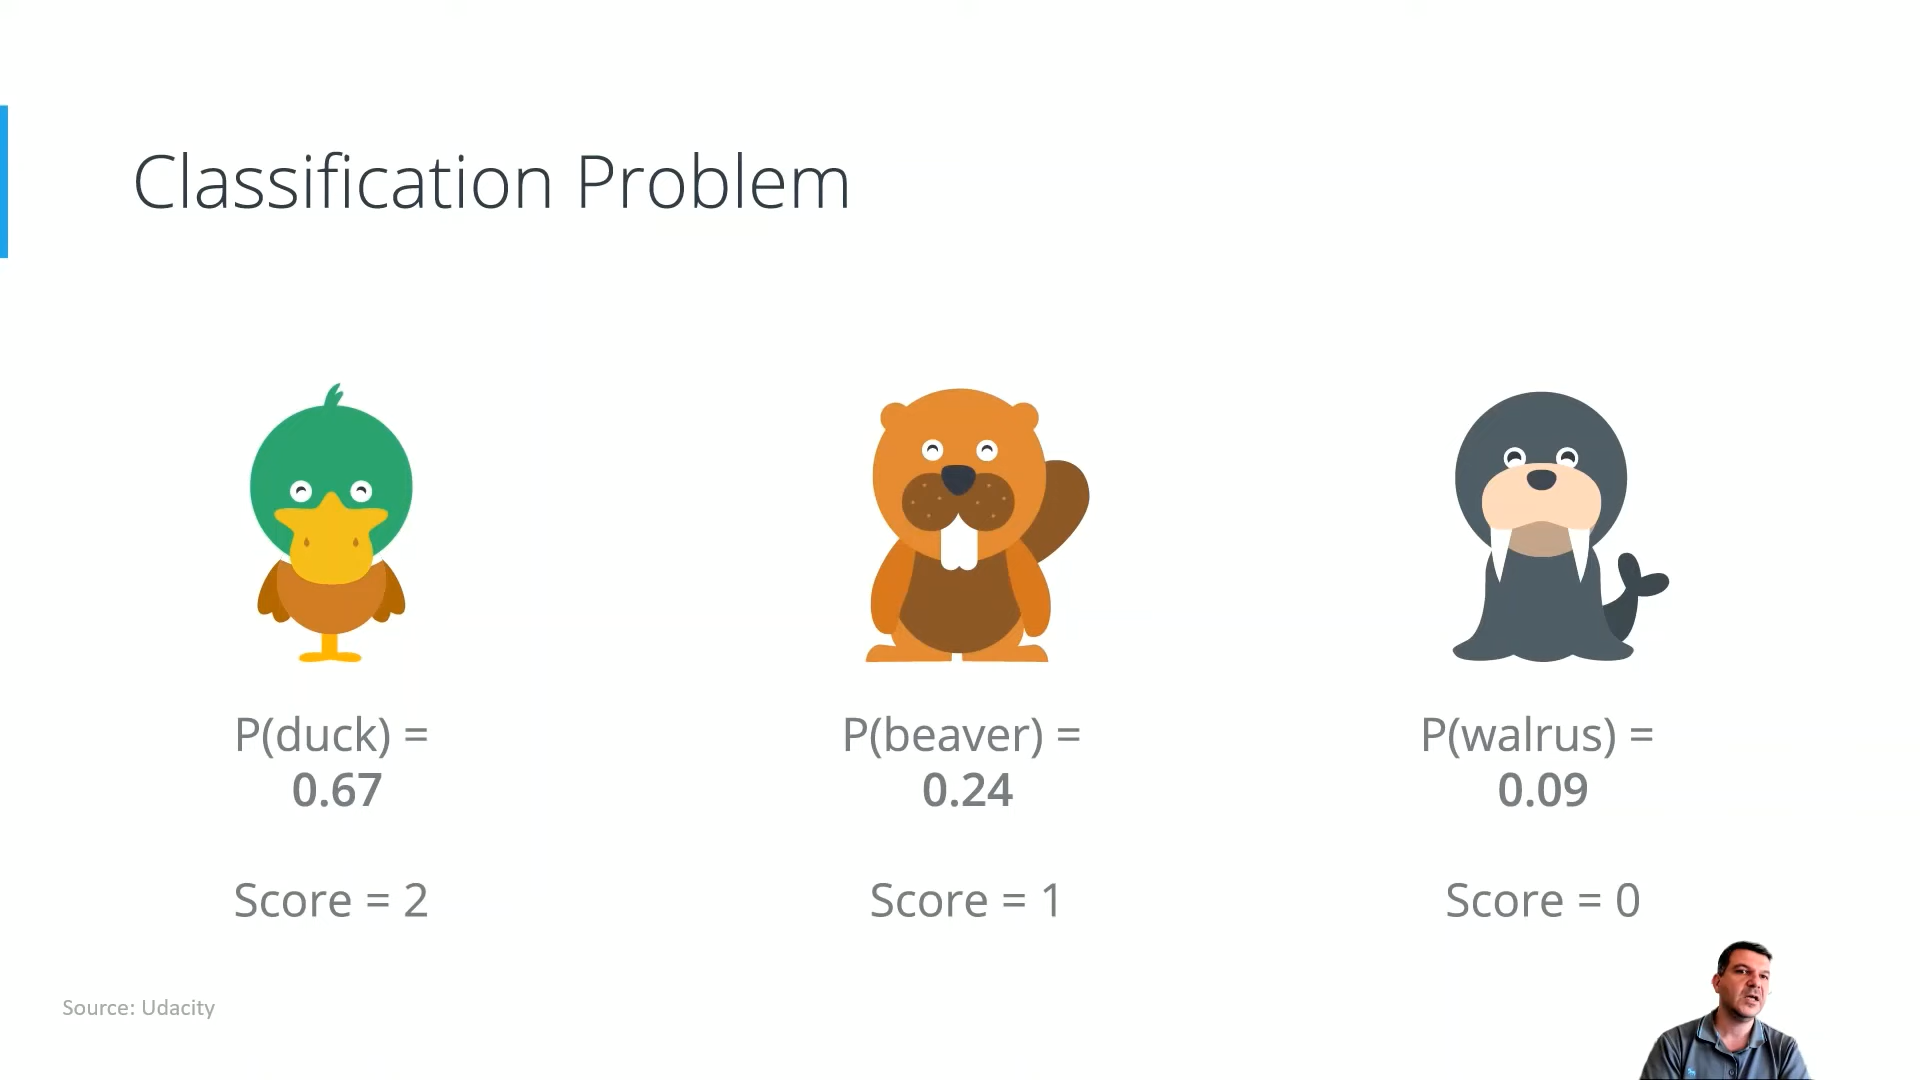 Classification Problem
P(duck) =
0.67
P(beaver) =
0.24
P(walrus) =
0.09
Score = 2
Score = 1
Score = 0
Source: Udacity